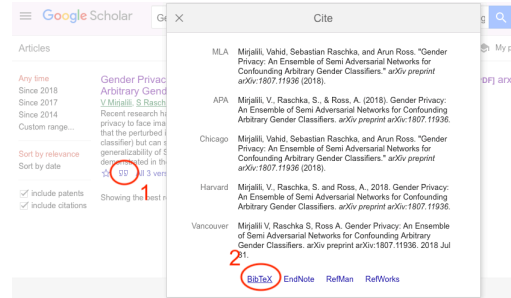 Google Scholar
Articles
Any time
Since 2018
Since 2017
Since 2014
Custom range...
Sort by relevance
Sort by date
include patents
include citations
Gender Privac
Arbitrary Gend
V Mirjalili, S Rasch
Recent research ha
privacy to face imag
that the perturbed i
classifier) but can s
generalizability of S
demonstrated in th
All 3 vers
1
Showing the best r
Cite
MLA Mirjalili, Vahid, Sebastian Raschka, and Arun Ross. "Gender
Privacy: An Ensemble of Semi Adversarial Networks for
Confounding Arbitrary Gender Classifiers." arXiv preprint
arXiv:1807.11936 (2018).
APA Mirjalili, V., Raschka, S., & Ross, A. (2018). Gender Privacy:
An Ensemble of Semi Adversarial Networks for Confounding
Arbitrary Gender Classifiers. arXiv preprint arXiv:1807.11936.
Chicago Mirjalili, Vahid, Sebastian Raschka, and Arun Ross. "Gender
Privacy: An Ensemble of Semi Adversarial Networks for
Confounding Arbitrary Gender Classifiers." arXiv preprint
arXiv:1807.11936 (2018).
Harvard Mirjalili, V., Raschka, S. and Ross, A., 2018. Gender Privacy:
An Ensemble of Semi Adversarial Networks for Confounding
Arbitrary Gender Classifiers. arXiv preprint arXiv:1807.11936.
Vancouver Mirjalili V, Raschka S, Ross A. Gender Privacy: An Ensemble
of Semi Adversarial Networks for Confounding Arbitrary
Gender Classifiers. arXiv preprint arXiv:1807.11936. 2018 Jul
31.
2
BibTeX EndNote RefMan RefWorks
My p
PDF] arx